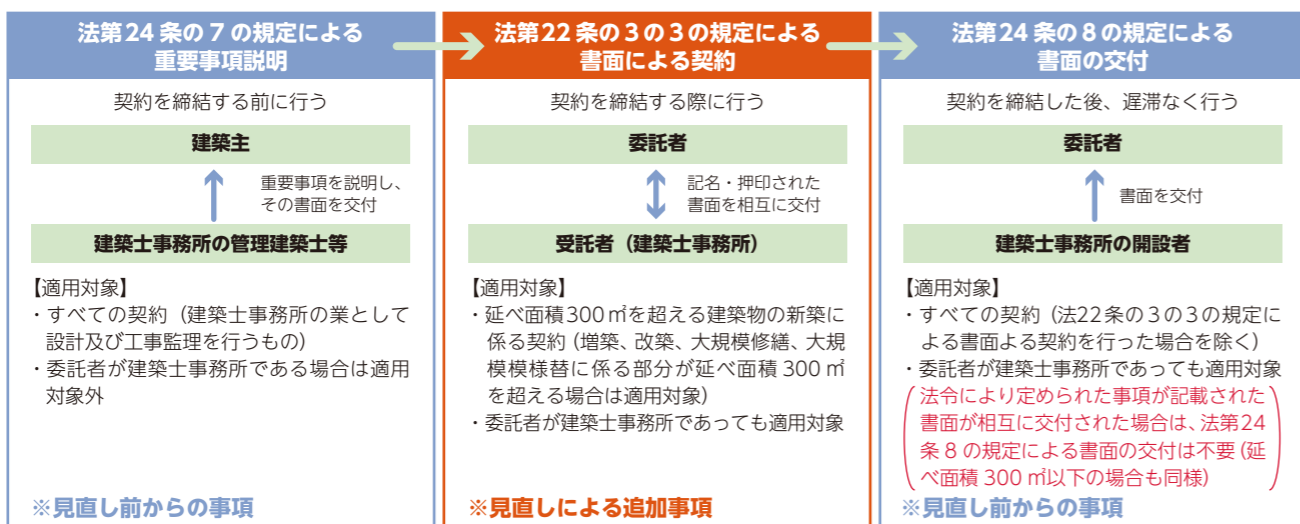 法第24条の7の規定による
重要事項説明
契約を締結する前に行う
建築主
重要事項を説明し、
その書面を交付
建築士事務所の管理建築士等
【適用対象】
・すべての契約（建築士事務所の業として
設計及び工事監理を行うもの）
・委託者が建築士事務所である場合は適用
対象外
※見直し前からの事項
法第22条の3の3の規定による
書面による契約
契約を締結する際に行う
委託者
記名・押印された
書面を相互に交付
受託者（建築士事務所）
【適用対象】
・延べ面積300㎡を超える建築物の新築に
係る契約（増築、改築、大規模修繕、大規
模模様替に係る部分が延べ面積300㎡
を超える場合は適用対象）
・委託者が建築士事務所であっても適用対象
※見直しによる追加事項
法第24条の8の規定による
書面の交付
契約を締結した後、遅滞なく行う
委託者
書面を交付
建築士事務所の開設者
【適用対象】
・すべての契約（法22条の3の3の規定に
よる書面よる契約を行った場合を除く）
・委託者が建築士事務所であっても適用対象
（法令により定められた事項が記載された
書面が相互に交付された場合は、法第24
条8の規定による書面の交付は不要（延
べ面積300㎡以下の場合も同様））
※見直し前からの事項